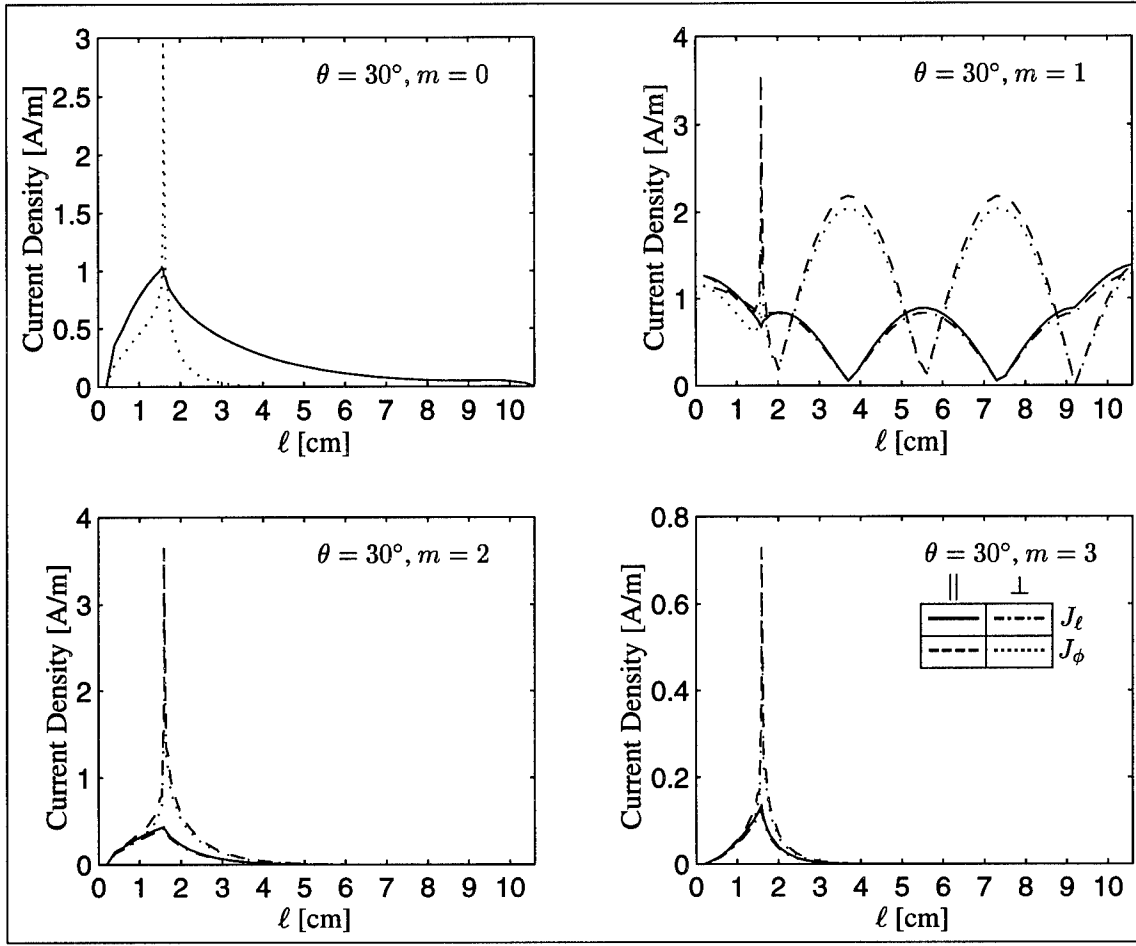 θ = 30°, m = 0
Current Density [A/m]
3
2.5
2
1.5
1
0.5
0
0 1 2 3 4 5 6 7 8 9 10
ℓ [cm]
θ = 30°, m = 1
Current Density [A/m]
4
3
2
1
0
0 1 2 3 4 5 6 7 8 9 10
ℓ [cm]
θ = 30°, m = 2
Current Density [A/m]
4
3
2
1
0
0 1 2 3 4 5 6 7 8 9 10
ℓ [cm]
θ = 30°, m = 3
|| ⊥
J_ℓ
J_ϕ
Current Density [A/m]
0.8
0.6
0.4
0.2
0
0 1 2 3 4 5 6 7 8 9 10
ℓ [cm]